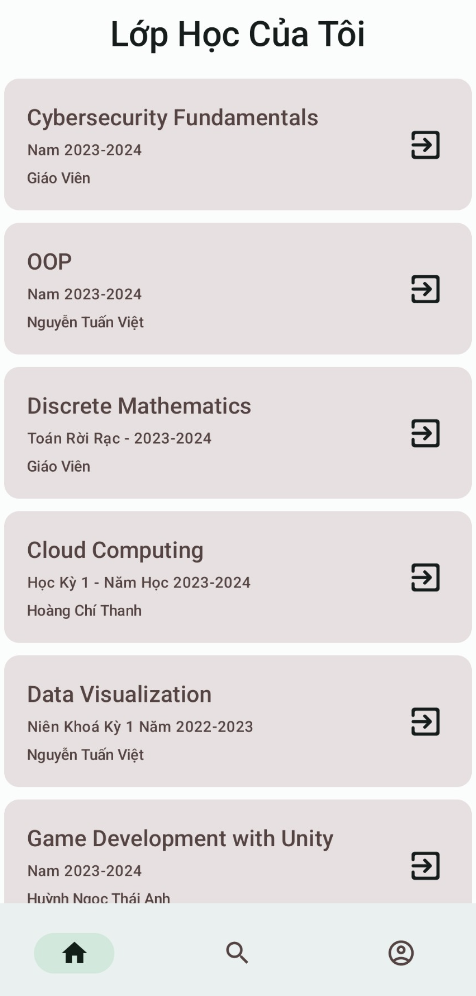 Lớp Học Của Tôi
Cybersecurity Fundamentals
Nam 2023-2024
Giáo Viên
OOP
Nam 2023-2024
Nguyễn Tuấn Việt
Discrete Mathematics
Toán Rời Rạc - 2023-2024
Giáo Viên
Cloud Computing
Học Kỳ 1 - Năm Học 2023-2024
Hoàng Chí Thanh
Data Visualization
Niên Khoá Kỳ 1 Năm 2022-2023
Nguyễn Tuấn Việt
Game Development with Unity
Nam 2023-2024
Huỳnh Ngọc Thái Anh